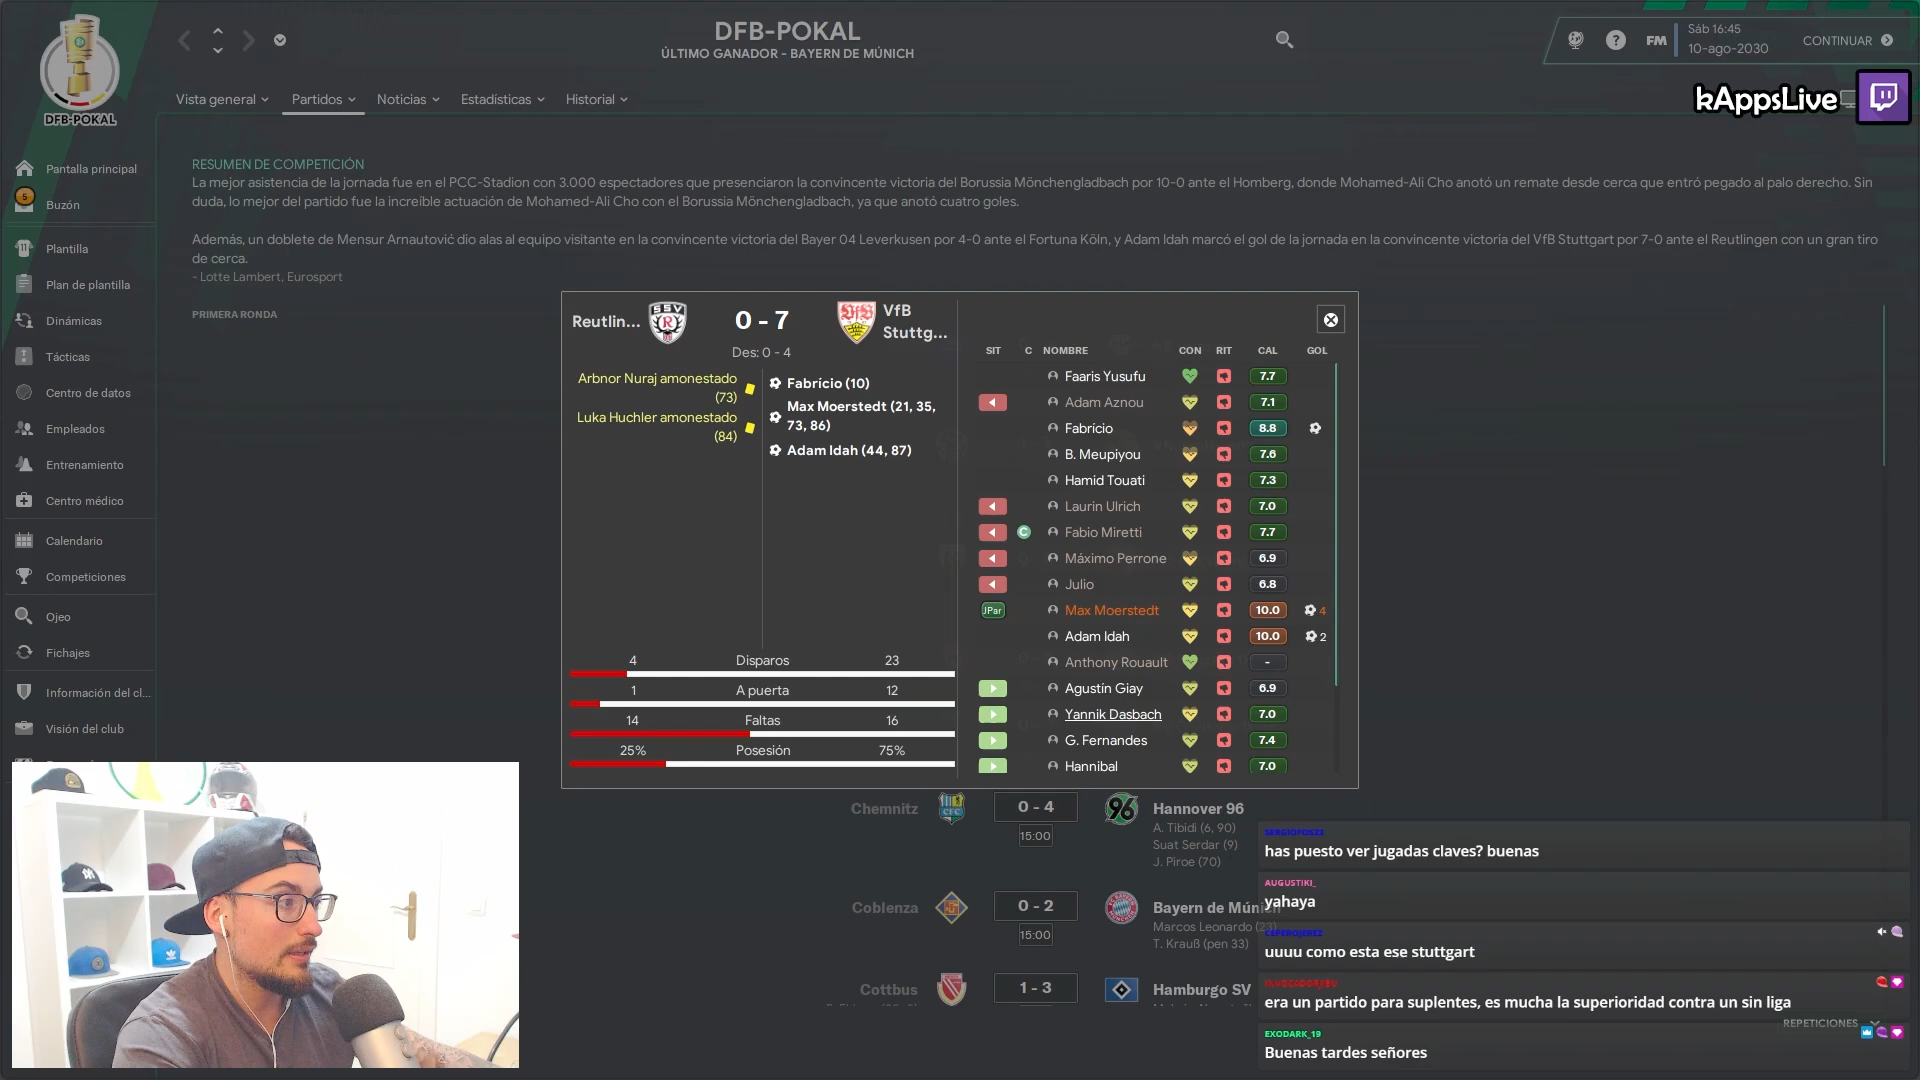 DFB-POKAL
ÚLTIMO GANADOR - BAYERN DE MÚNICH
FM
Sáb 16:45
10-ago-2030
CONTINUAR
DFB-POKAL
kAppsLive
Vista general
Partidos
Noticias
Estadísticas
Historial
Pantalla principal
5
Buzón
Plantilla
Plan de plantilla
Dinámicas
Tácticas
Centro de datos
Empleados
Entrenamiento
Centro médico
Calendario
Competiciones
Ojeo
Fichajes
Información del cl...
Visión del club
RESUMEN DE COMPETICIÓN
La mejor asistencia de la jornada fue en el PCC-Stadion con 3.000 espectadores que presenciaron la convincente victoria del Borussia Mönchengladbach por 10-0 ante el Homberg, donde Mohamed-Ali Cho anotó un remate desde cerca que entró pegado al palo derecho. Sin
duda, lo mejor del partido fue la increíble actuación de Mohamed-Ali Cho con el Borussia Mönchengladbach, ya que anotó cuatro goles.
Además, un doblete de Mensur Arnautović dio alas al equipo visitante en la convincente victoria del Bayer 04 Leverkusen por 4-0 ante el Fortuna Köln, y Adam Idah marcó el gol de la jornada en la convincente victoria del VfB Stuttgart por 7-0 ante el Reutlingen con un gran tiro
de cerca.
- Lotte Lambert, Eurosport
PRIMERA RONDA
Reutlin...
SSV
R
0 - 7
VfB
Stuttg...
Des: 0 - 4
Arbnor Nuraj amonestado
(73)
Luka Huchler amonestado
(84)
Fabrício (10)
Max Moerstedt (21, 35,
73, 86)
Adam Idah (44, 87)
4 Disparos 23
1 A puerta 12
14 Faltas 16
25% Posesión 75%
SIT C NOMBRE CON RIT CAL GOL
Faaris Yusufu 7.7
Adam Aznou 7.1
Fabrício 8.8
B. Meupiyou 7.6
Hamid Touati 7.3
Laurin Ulrich 7.0
C Fabio Miretti 7.7
Máximo Perrone 6.9
Julio 6.8
JPar Max Moerstedt 10.0 4
Adam Idah 10.0 2
Anthony Rouault -
Agustín Giay 6.9
Yannik Dasbach 7.0
G. Fernandes 7.4
Hannibal 7.0
Chemnitz CFC 0 - 4 96 Hannover 96
15:00
A. Tibidi (6, 90)
Suat Serdar (9)
J. Piroe (70)
Coblenza 0 - 2 Bayern de Múnich
15:00
Marcos Leonardo (23)
T. Krauß (pen 33)
Cottbus 1 - 3 Hamburgo SV
SERGIOPOSZ3
has puesto ver jugadas claves? buenas
AUGUSTIKI_
yahaya
CEPEROJEREZ
uuuu como esta ese stuttgart
era un partido para suplentes, es mucha la superioridad contra un sin liga
REPETICIONES
EXODARK_19
Buenas tardes señores